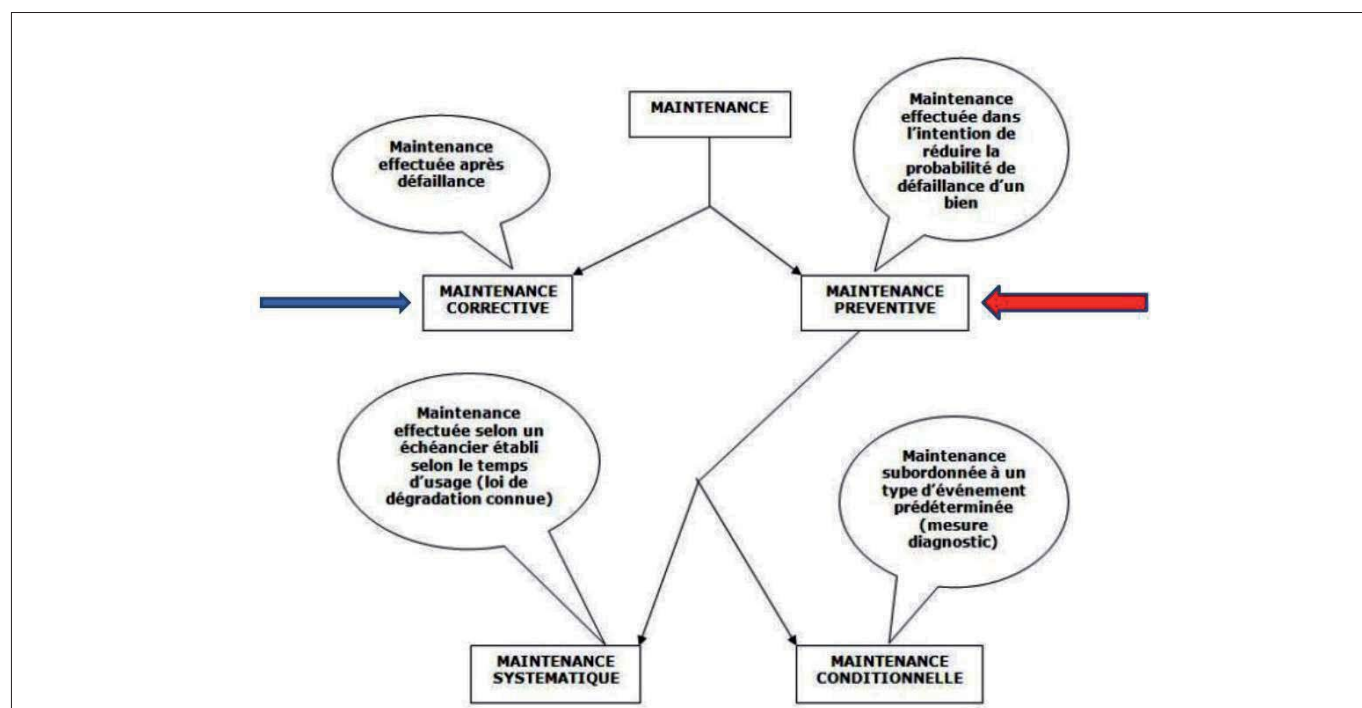 MAINTENANCE
Maintenance
effectuée après
défaillance
Maintenance
effectuée dans
l'intention de
réduire la
probabilité de
défaillance d'un
bien
MAINTENANCE
CORRECTIVE
MAINTENANCE
PREVENTIVE
Maintenance
effectuée selon un
échéancier établi
selon le temps
d'usage (loi de
dégradation connue)
Maintenance
subordonnée à un
type d'événement
prédéterminée
(mesure
diagnostic)
MAINTENANCE
SYSTEMATIQUE
MAINTENANCE
CONDITIONNELLE